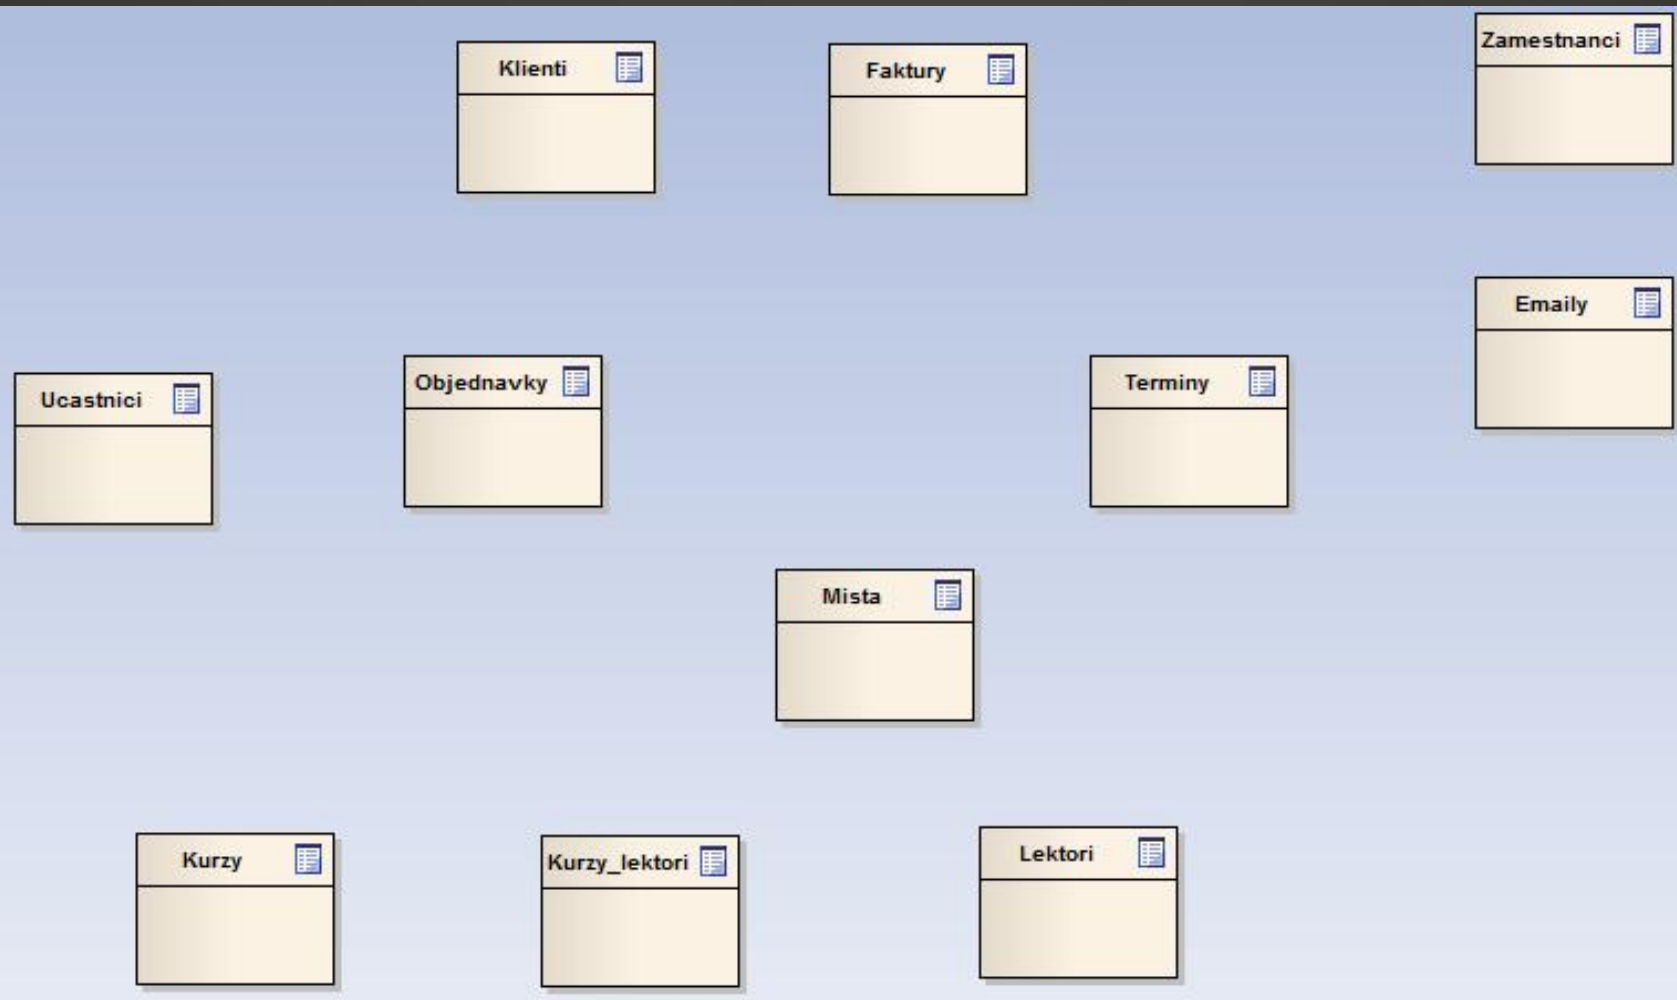 Klienti
Faktury
Zamestnanci
Emaily
Ucastnici
Objednavky
Terminy
Mista
Kurzy
Kurzy_lektori
Lektori